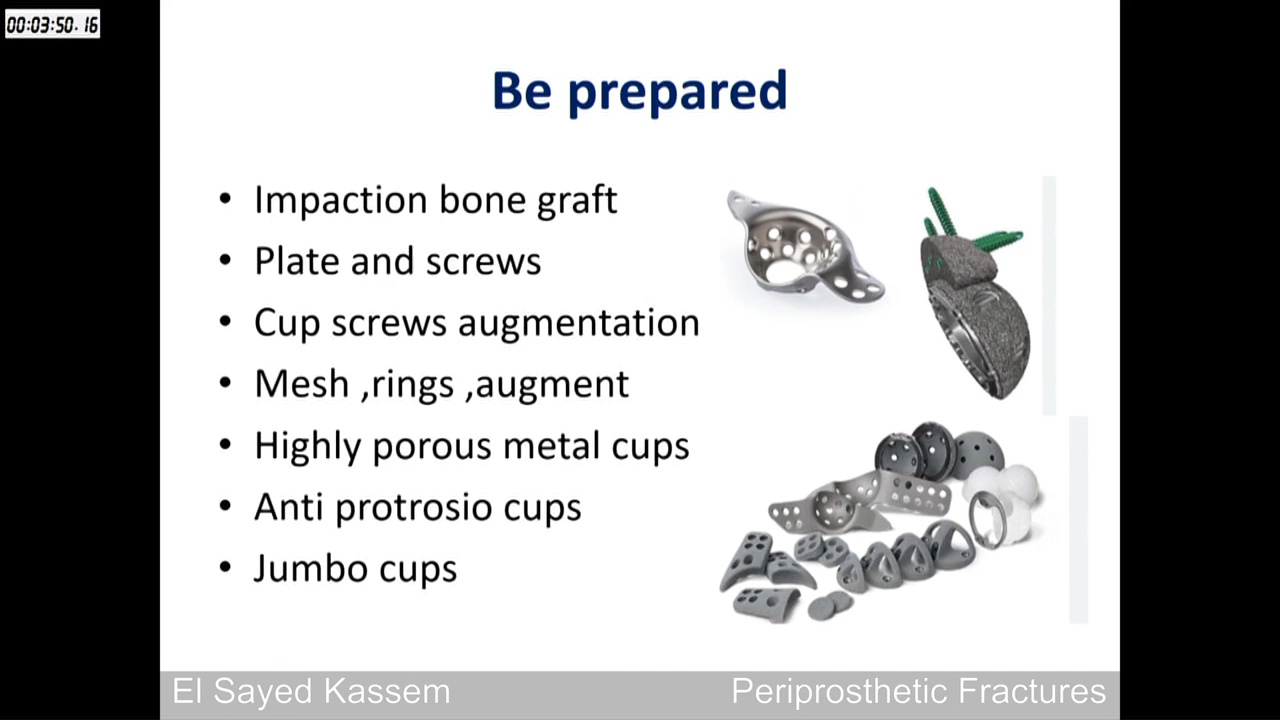 00:03:50.16
Be prepared
• Impaction bone graft
• Plate and screws
• Cup screws augmentation
• Mesh ,rings ,augment
• Highly porous metal cups
• Anti protrosio cups
• Jumbo cups
El Sayed Kassem
Periprosthetic Fractures